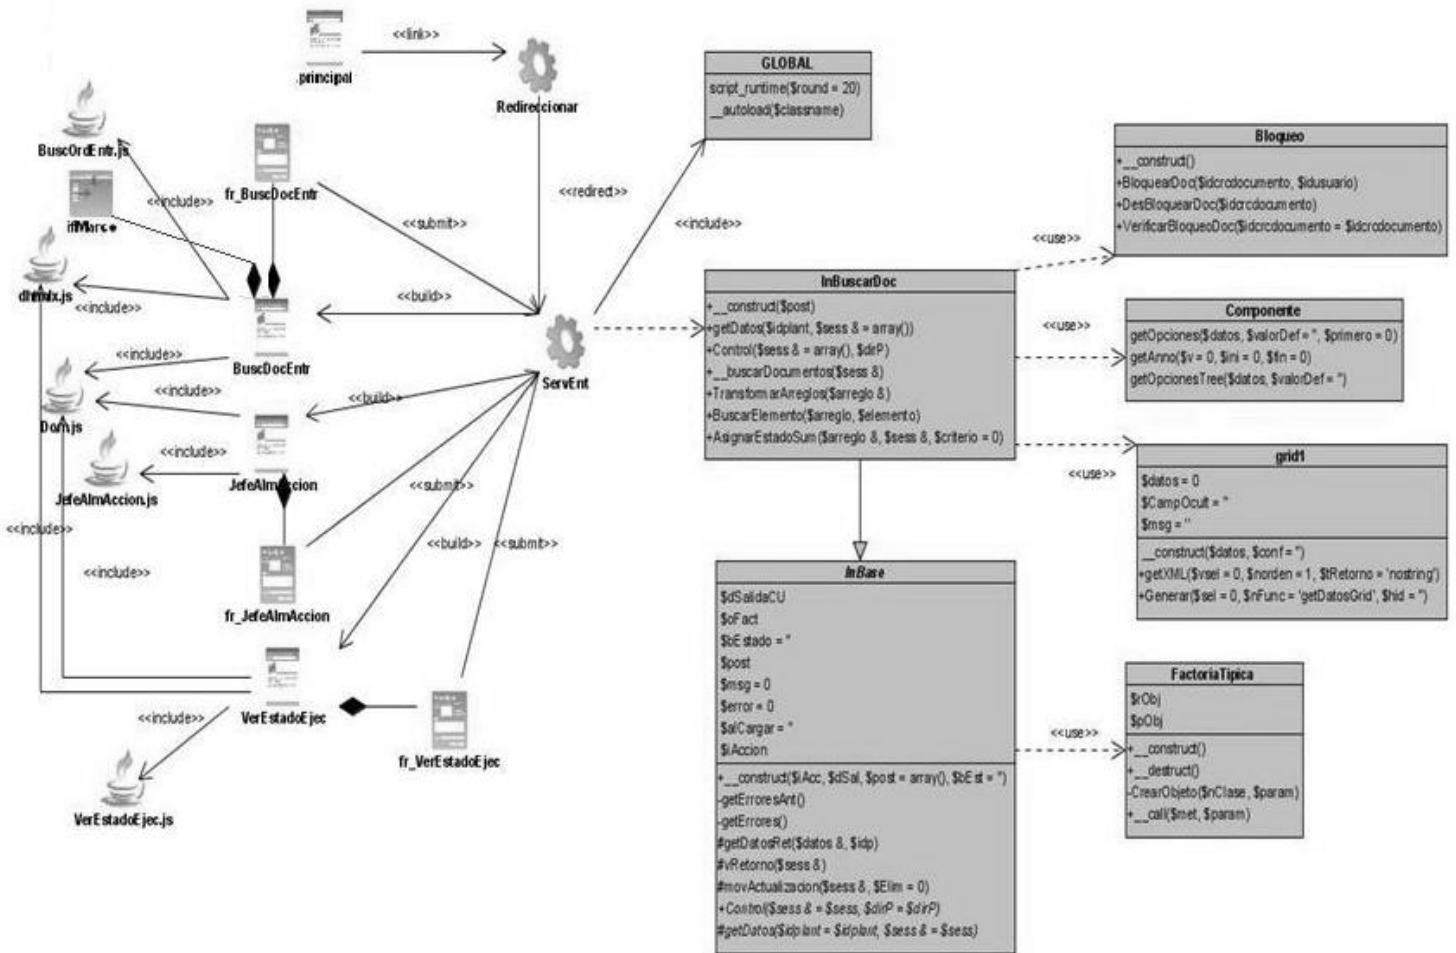 <<link>>
.principal
Redireccionar
BuscOrdEntr.js
fr_BuscDocEntr
<<include>>
<<submit>>
<<redirect>>
<<include>>
dhtmlx.js
<<include>>
<<build>>
<<include>>
BuscDocEntr
ServEnt
<<include>>
<<build>>
Dom.js
<<include>>
JefeAlmAccion
JefeAlmAccion.js
<<submit>>
<<include>>
<<include>>
<<build>>
<<submit>>
fr_JefeAlmAccion
<<include>>
VerEstadoEjec
fr_VerEstadoEjec
VerEstadoEjec.js
GLOBAL
script_runtime($round = 20)
__autoload($classname)
InBuscarDoc
+__construct($post)
+getDatos($idplant, $sess & = array())
+Control($sess & = array(), $dirP)
+__buscarDocumentos($sess &)
+TransformarArreglos($arreglo &)
+BuscarElemento($arreglo, $elemento)
+AsignarEstadoSum($arreglo &, $sess &, $criterio = 0)
<<use>>
<<use>>
<<use>>
Bloqueo
+__construct()
+BloquearDoc($idcrcdocumento, $idusuario)
+DesBloquearDoc($idcrcdocumento)
+VerificarBloqueoDoc($idcrcdocumento = $idcrcdocumento)
Componente
getOpciones($datos, $valorDef = '', $primero = 0)
getAnno($v = 0, $ini = 0, $fin = 0)
getOpcionesTree($datos, $valorDef = '')
grid1
$datos = 0
$CampOcult = ''
$msg = ''
__construct($datos, $conf = '')
+getXML($vsel = 0, $norden = 1, $tRetorno = 'nostring')
+Generar($sel = 0, $nFunc = 'getDatosGrid', $hid = '')
InBase
$dSalidaCU
$oFact
$bEstado = ''
$post
$msg = 0
$error = 0
$alCargar = ''
$iAccion
+__construct($iAcc, $dSal, $post = array(), $bEst = '')
-getErroresAnt()
-getErrores()
#getDatosRet($datos &, $idp)
#vRetorno($sess &)
#movActualizacion($sess &, $Elim = 0)
+Control($sess & = $sess, $dirP = $dirP)
#getDatos($idplant = $idplant, $sess & = $sess)
<<use>>
FactoriaTipica
$rObj
$pObj
+__construct()
+__destruct()
-CrearObjeto($nClase, $param)
+__call($met, $param)